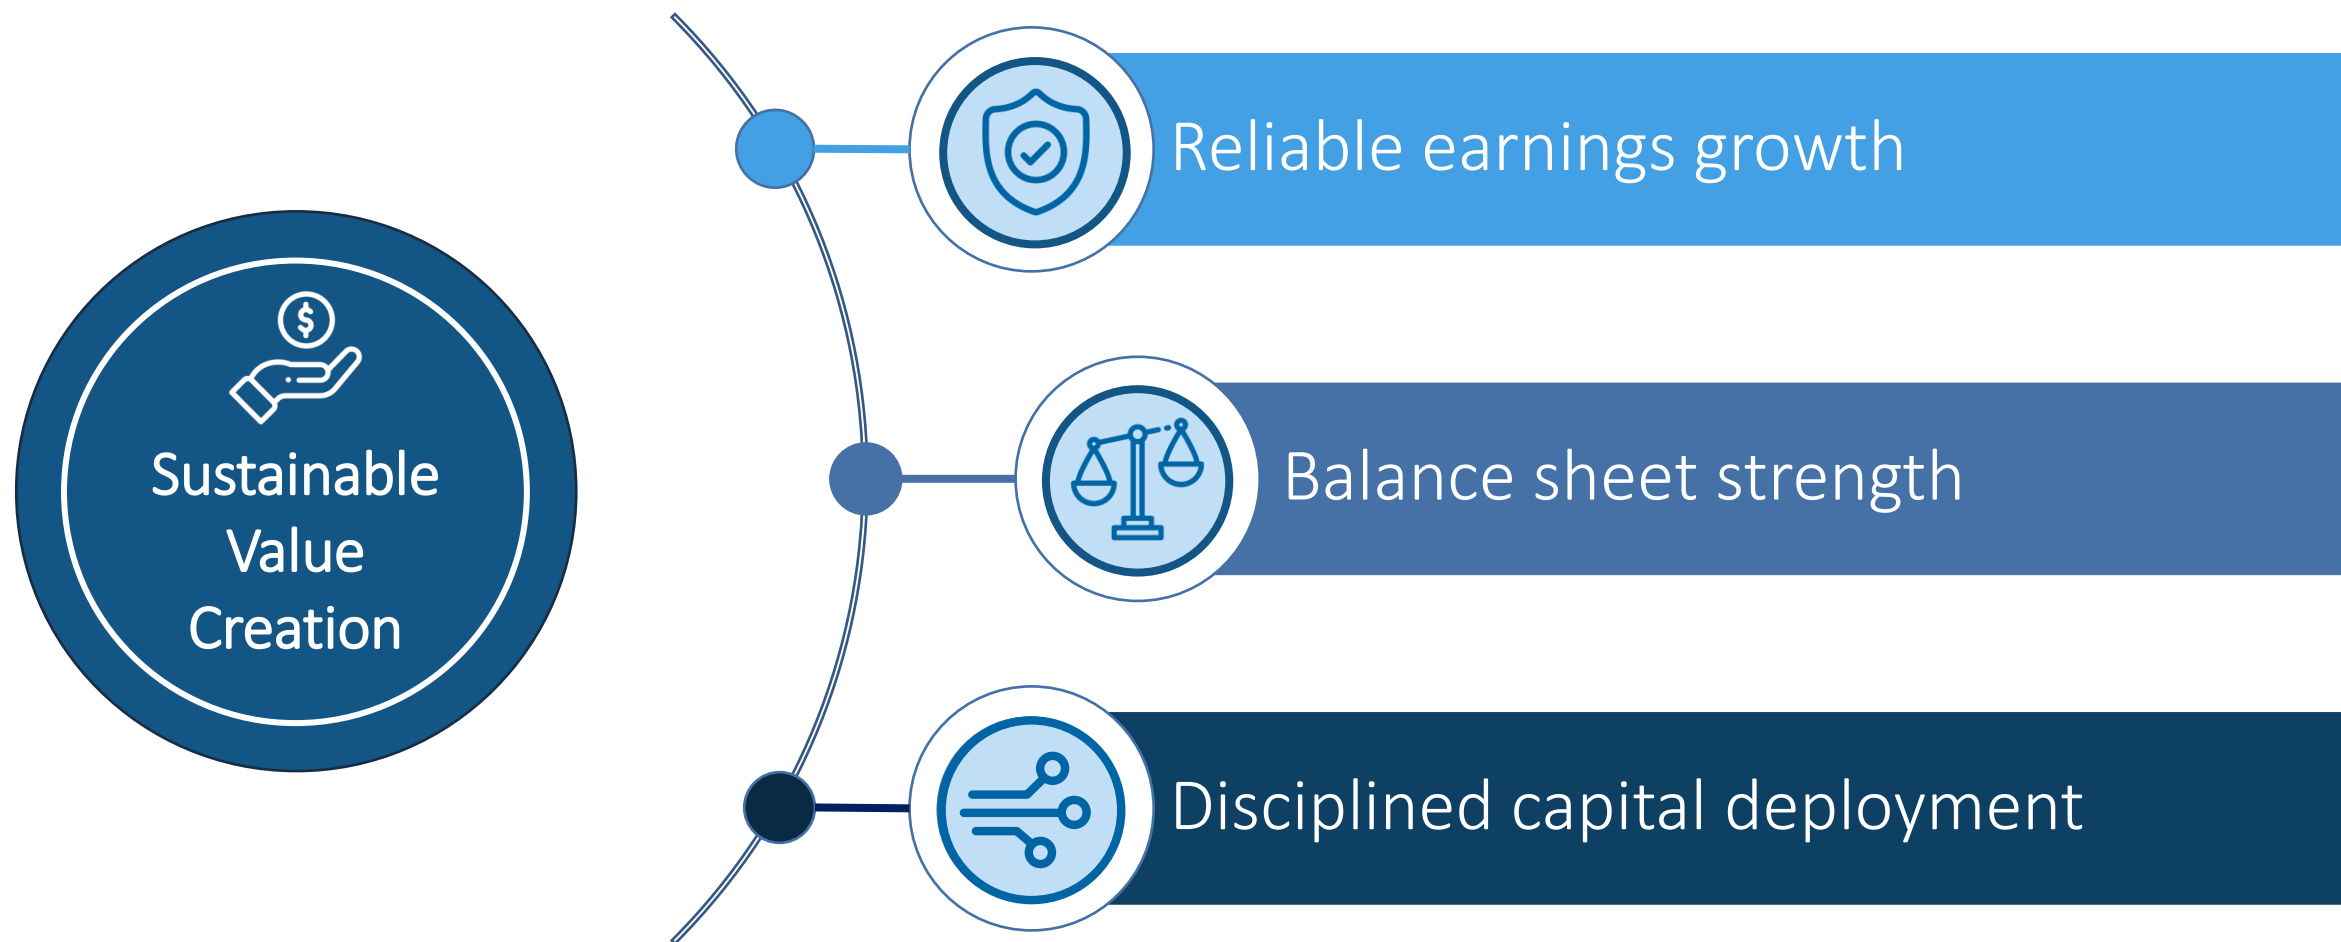 Sustainable
Value
Creation
Reliable earnings growth
Balance sheet strength
Disciplined capital deployment